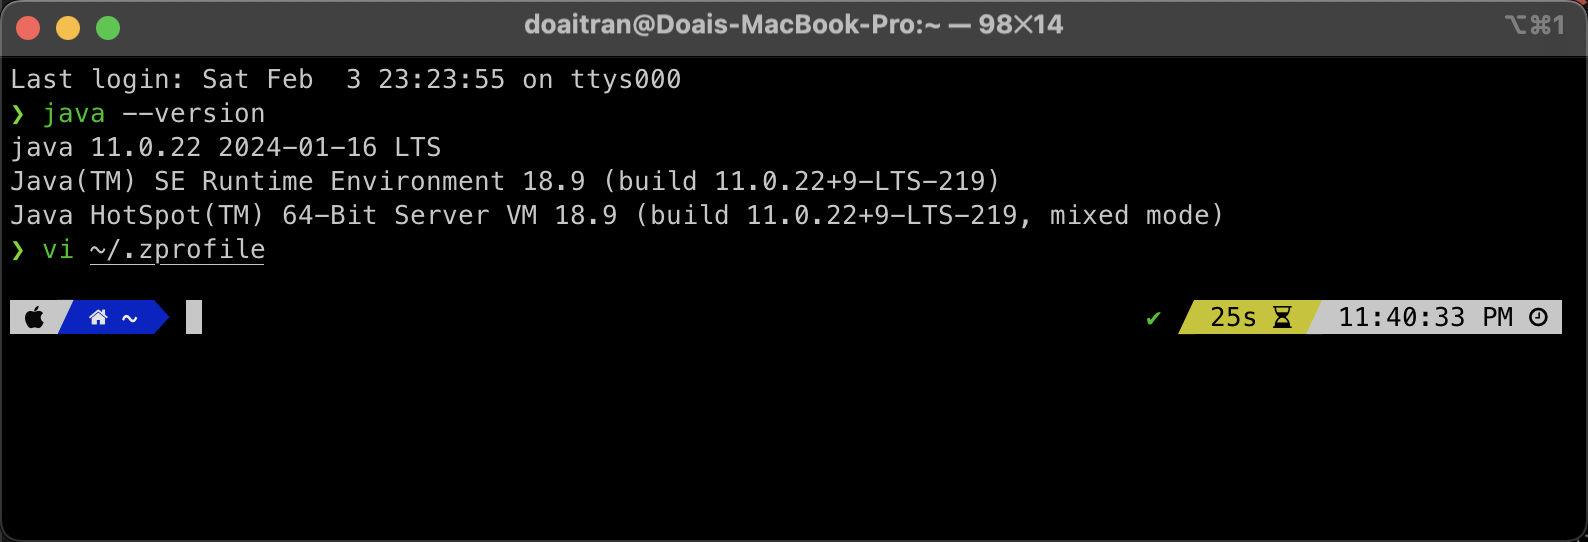 doaitran@Doais-MacBook-Pro:~ — 98×14
⌥⌘1
Last login: Sat Feb  3 23:23:55 on ttys000
❯ java --version
java 11.0.22 2024-01-16 LTS
Java(TM) SE Runtime Environment 18.9 (build 11.0.22+9-LTS-219)
Java HotSpot(TM) 64-Bit Server VM 18.9 (build 11.0.22+9-LTS-219, mixed mode)
❯ vi ~/.zprofile
~ ✔ 25s 11:40:33 PM